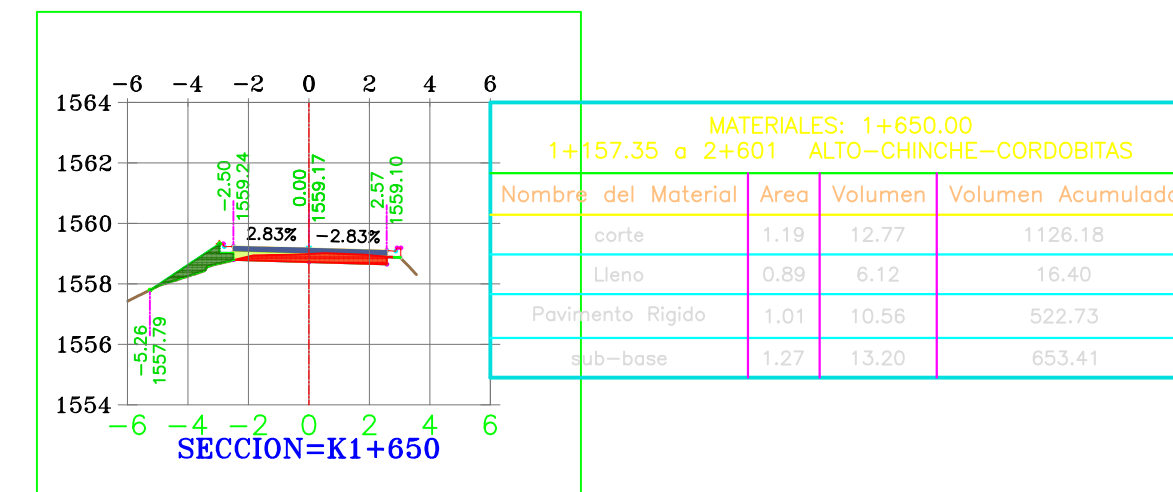 -6 -4 -2 0 2 4 6
1564
1562
1560
1558
1556
1554
-2.50
1559.24
0.00
1559.17
2.57
1559.10
2.83% -2.83%
-5.26
1557.79
-6 -4 -2 0 2 4 6
SECCION=K1+650
MATERIALES: 1+650.00
1+157.35 a 2+601 ALTO-CHINCHE-CORDOBITAS
Nombre del Material Area Volumen Volumen Acumulado
corte 1.19 12.77 1126.18
Lleno 0.89 6.12 16.40
Pavimento Rigido 1.01 10.56 522.73
sub-base 1.27 13.20 653.41